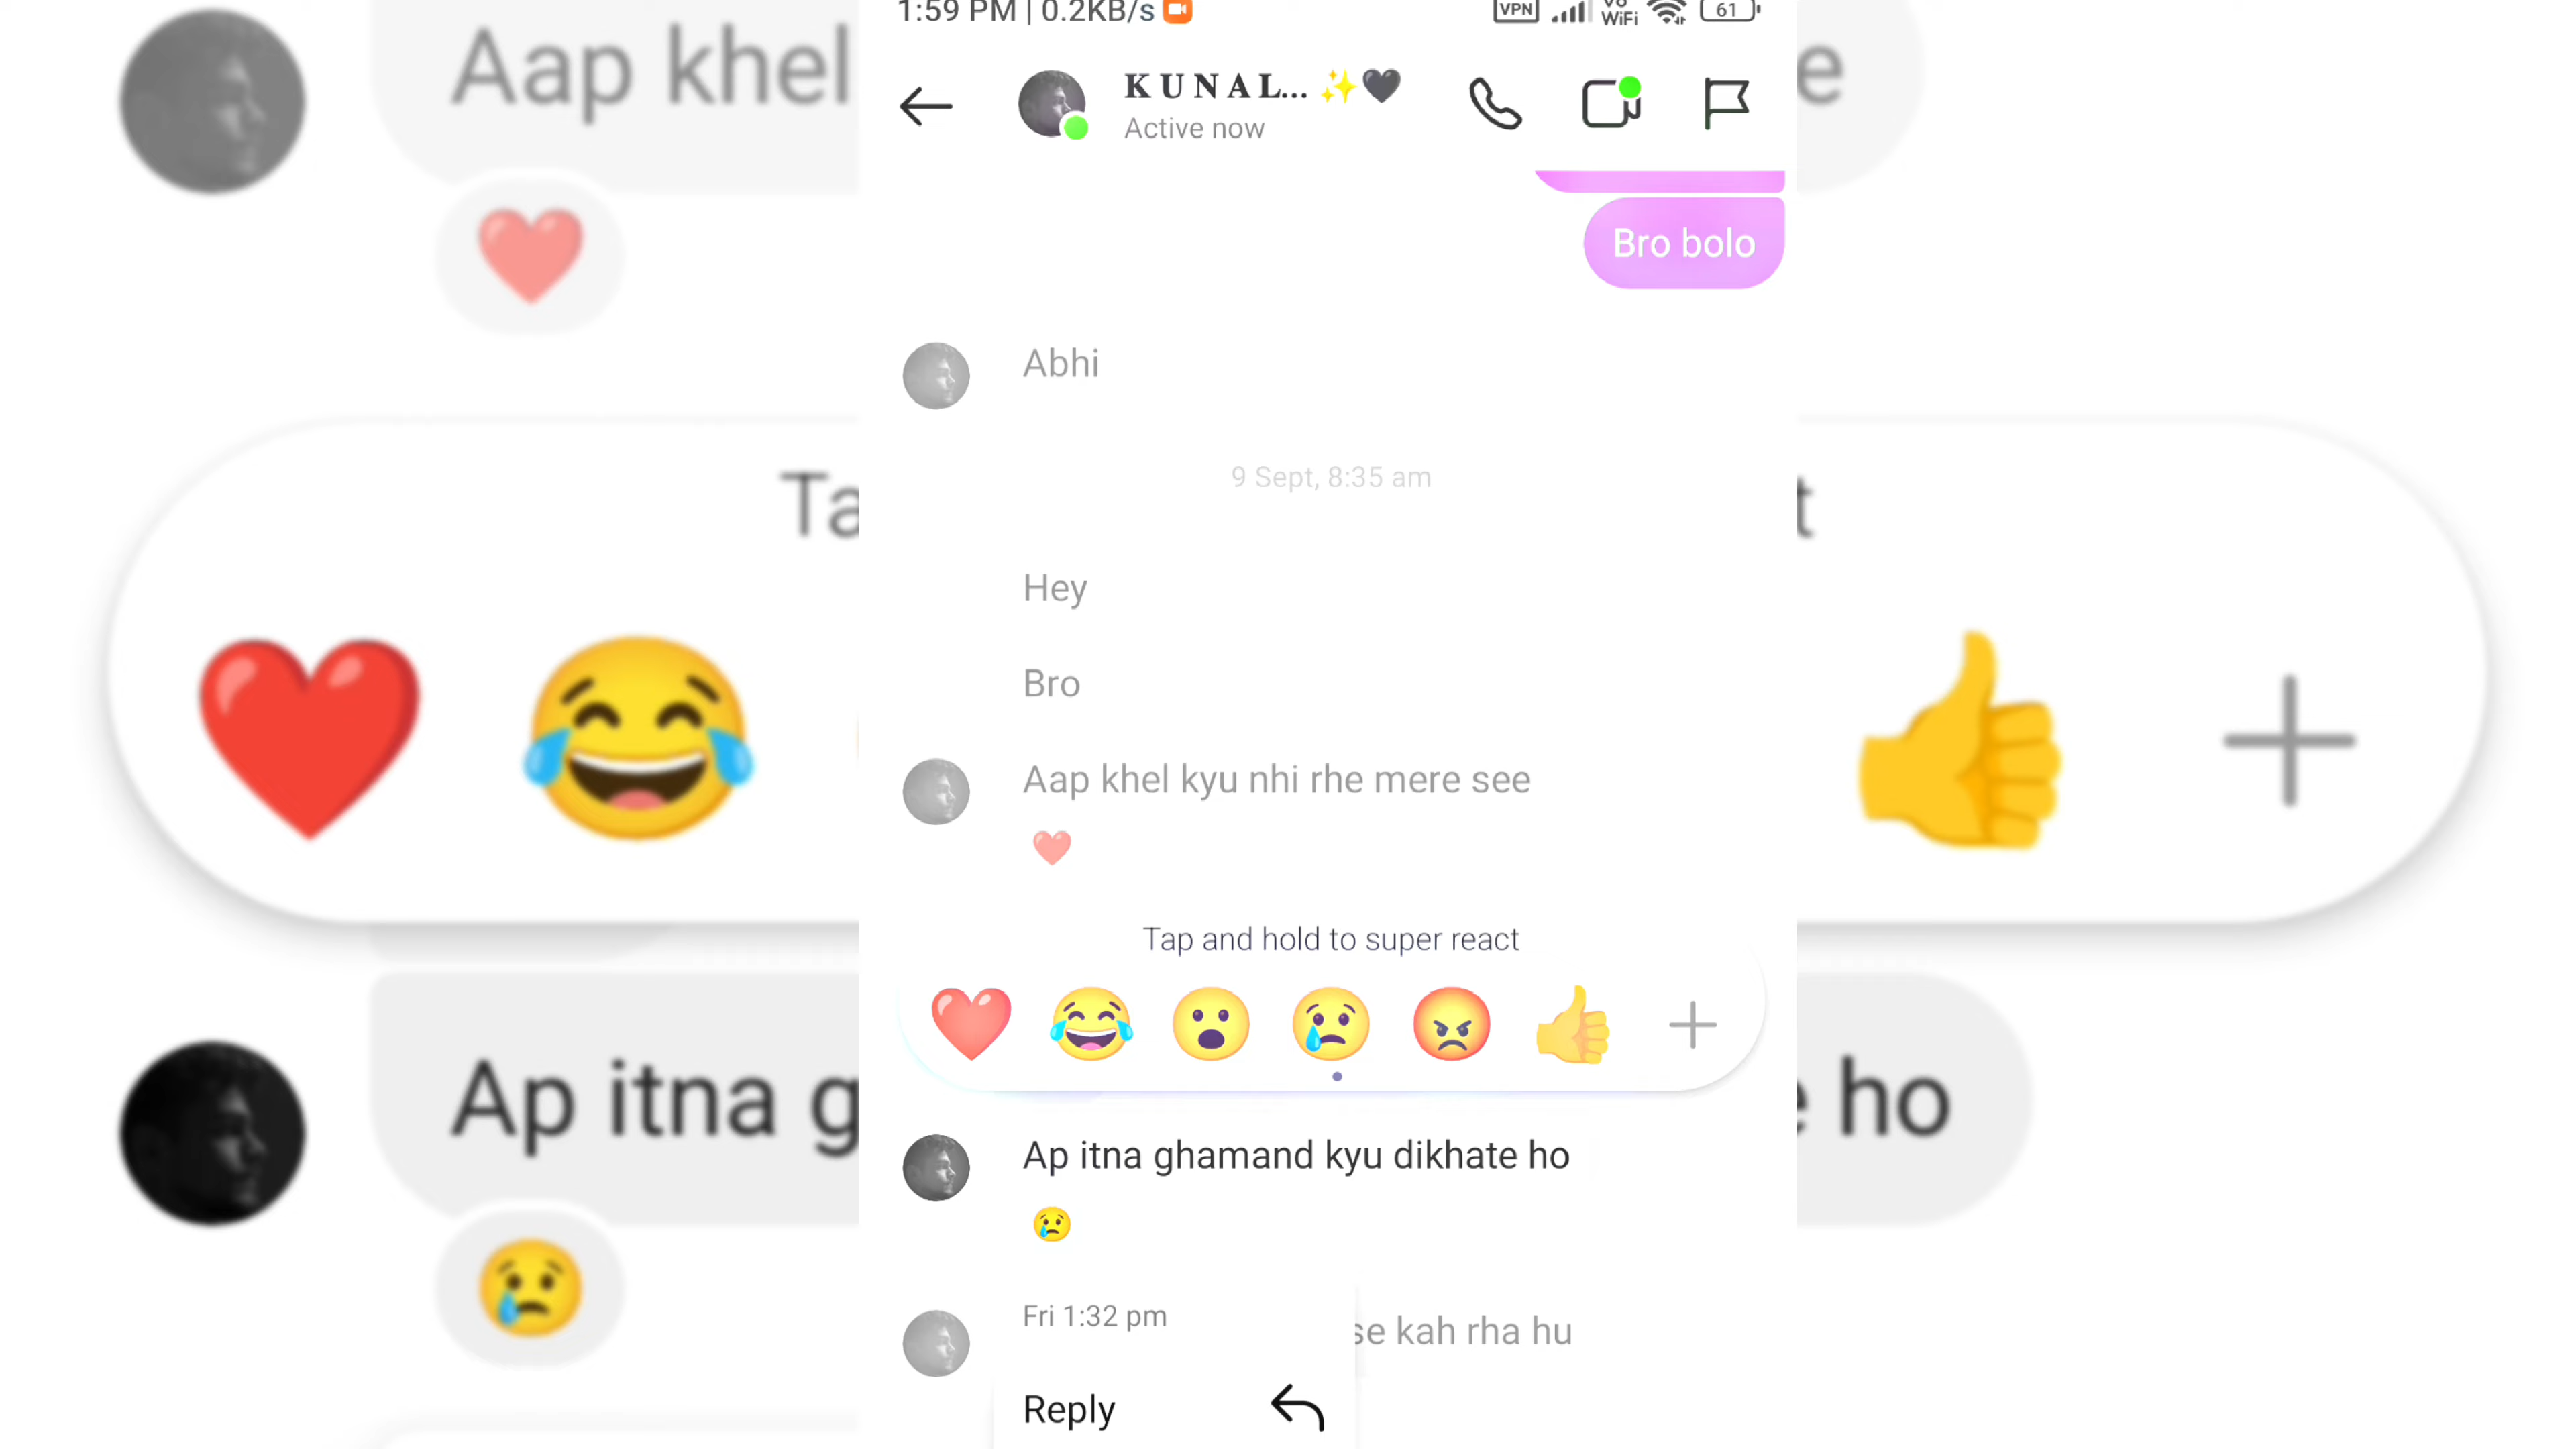 1:59 PM | 0.2KB/s
VPN
Vo
WiFi
61
K U N A L... ✨🖤
Active now
Bro bolo
Abhi
9 Sept, 8:35 am
Hey
Bro
Aap khel kyu nhi rhe mere see
❤️
Tap and hold to super react
❤️ 😂 😮 😢 😡 👍 +
Ap itna ghamand kyu dikhate ho
😢
Fri 1:32 pm
se kah rha hu
Reply
Aap khel
Ap itna g
ho